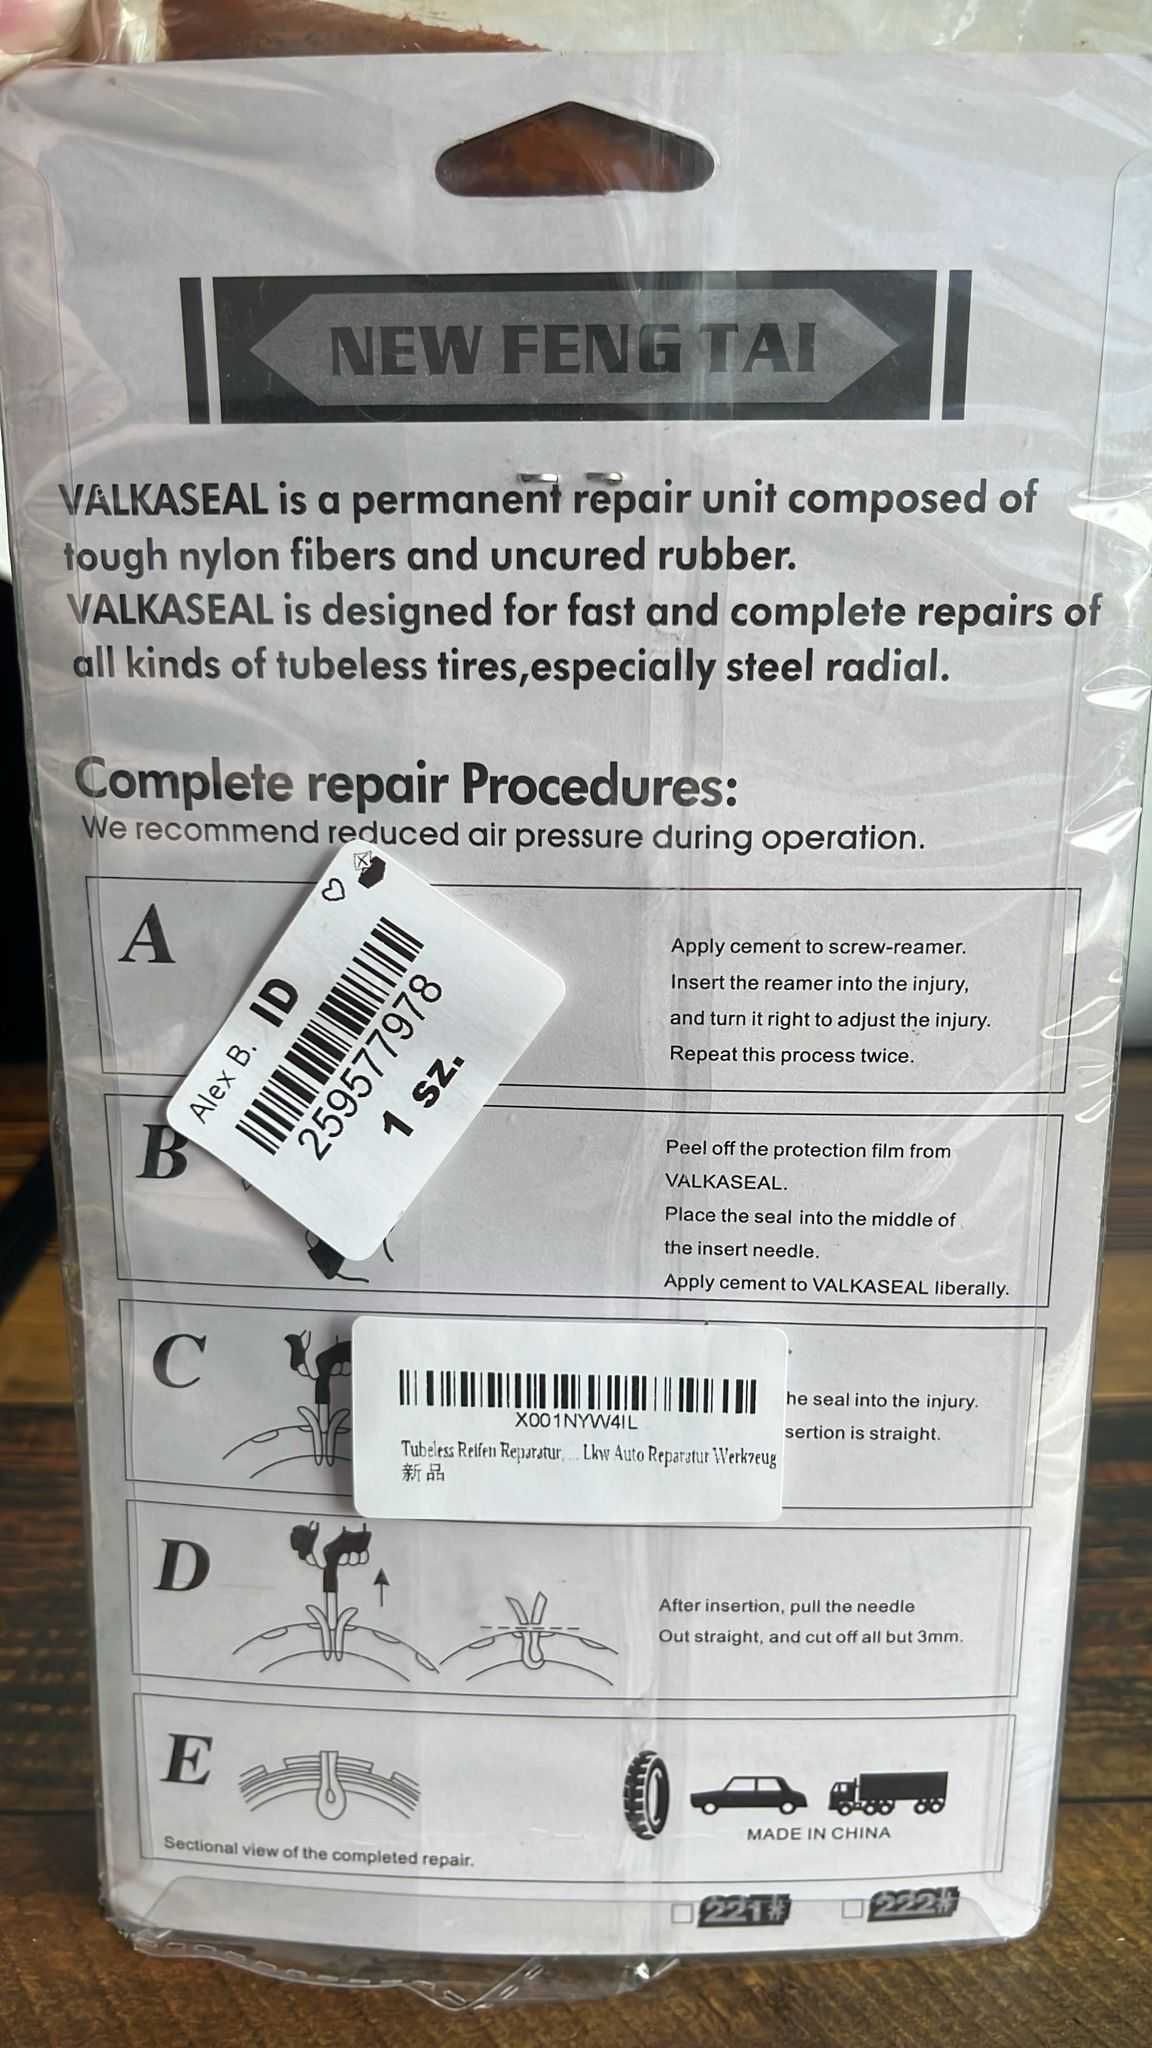 NEW FENG TAI
VALKASEAL is a permanent repair unit composed of
tough nylon fibers and uncured rubber.
VALKASEAL is designed for fast and complete repairs of
all kinds of tubeless tires,especially steel radial.
Complete repair Procedures:
We recommend reduced air pressure during operation.
A
Apply cement to screw-reamer.
Insert the reamer into the injury,
and turn it right to adjust the injury.
Repeat this process twice.
Alex B. ID
259577978
1 sz.
B
Peel off the protection film from
VALKASEAL.
Place the seal into the middle of
the insert needle.
Apply cement to VALKASEAL liberally.
C
he seal into the injury.
sertion is straight.
X001NYW4IL
Tubeless Reifen Reparatur, ... Lkw Auto Reparatur Werkzeug
新品
D
After insertion, pull the needle
Out straight, and cut off all but 3mm.
E
Sectional view of the completed repair.
MADE IN CHINA
221# 222#